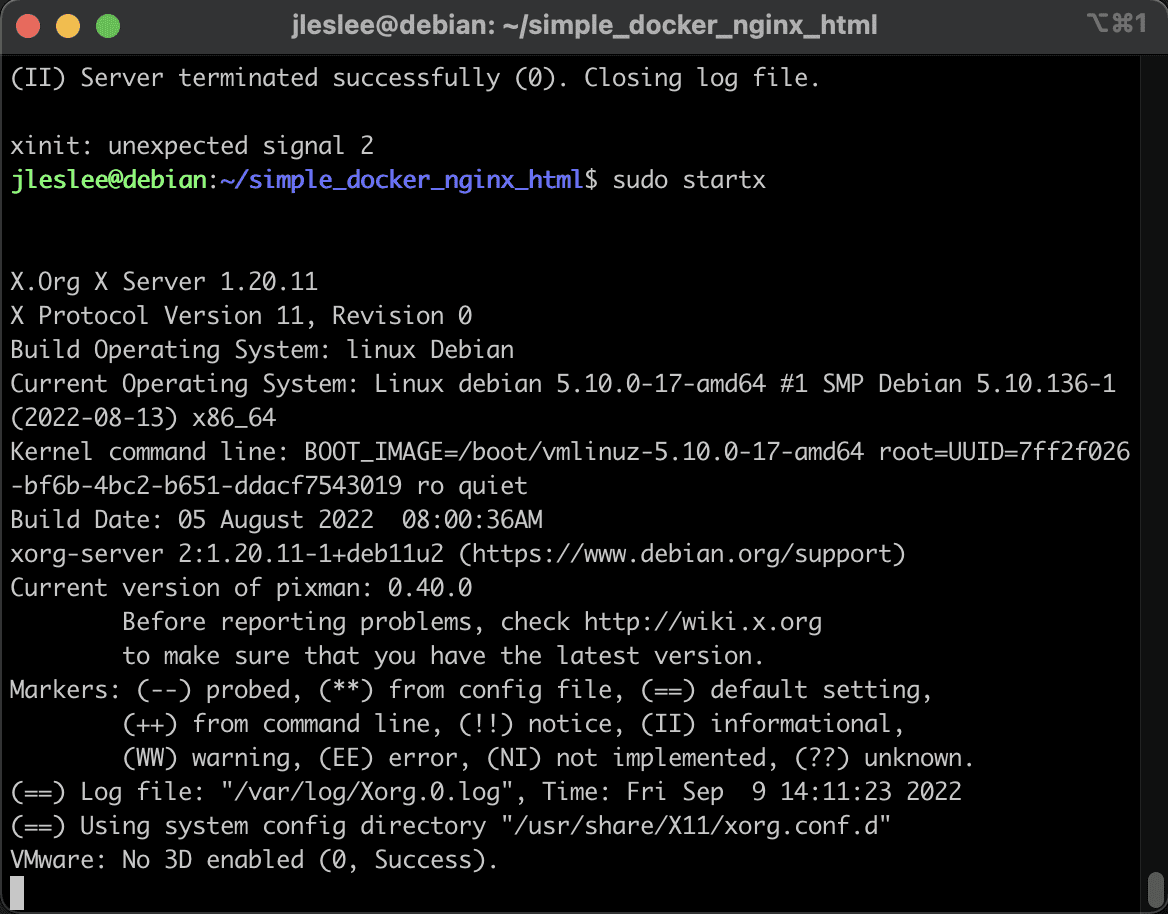 jleslee@debian: ~/simple_docker_nginx_html
⌥⌘1
(II) Server terminated successfully (0). Closing log file.
xinit: unexpected signal 2
jleslee@debian:~/simple_docker_nginx_html$ sudo startx
X.Org X Server 1.20.11
X Protocol Version 11, Revision 0
Build Operating System: linux Debian
Current Operating System: Linux debian 5.10.0-17-amd64 #1 SMP Debian 5.10.136-1
(2022-08-13) x86_64
Kernel command line: BOOT_IMAGE=/boot/vmlinuz-5.10.0-17-amd64 root=UUID=7ff2f026
-bf6b-4bc2-b651-ddacf7543019 ro quiet
Build Date: 05 August 2022  08:00:36AM
xorg-server 2:1.20.11-1+deb11u2 (https://www.debian.org/support)
Current version of pixman: 0.40.0
        Before reporting problems, check http://wiki.x.org
        to make sure that you have the latest version.
Markers: (--) probed, (**) from config file, (==) default setting,
        (++) from command line, (!!) notice, (II) informational,
        (WW) warning, (EE) error, (NI) not implemented, (??) unknown.
(==) Log file: "/var/log/Xorg.0.log", Time: Fri Sep  9 14:11:23 2022
(==) Using system config directory "/usr/share/X11/xorg.conf.d"
VMware: No 3D enabled (0, Success).